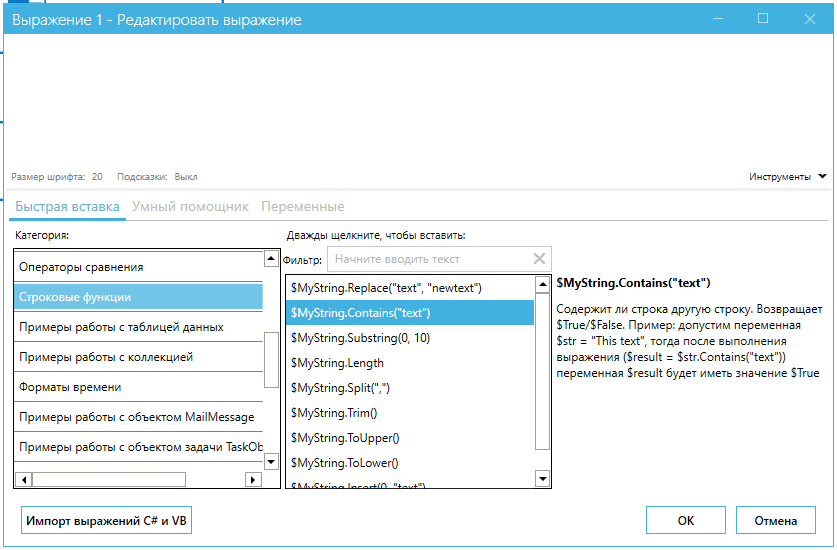 Выражение 1 - Редактировать выражение
Размер шрифта: 20 Подсказки: Выкл
Инструменты
Быстрая вставка Умный помощник Переменные
Категория:
Операторы сравнения
Строковые функции
Примеры работы с таблицей данных
Примеры работы с коллекцией
Форматы времени
Примеры работы с объектом MailMessage
Примеры работы с объектом задачи TaskOb
Дважды щелкните, чтобы вставить:
Фильтр: Начните вводить текст
$MyString.Replace("text", "newtext")
$MyString.Contains("text")
$MyString.Substring(0, 10)
$MyString.Length
$MyString.Split(",")
$MyString.Trim()
$MyString.ToUpper()
$MyString.ToLower()
$MyString.Insert(0, "text")
$MyString.Contains("text")
Содержит ли строка другую строку. Возвращает
$True/$False. Пример: допустим переменная
$str = "This text", тогда после выполнения
выражения ($result = $str.Contains("text"))
переменная $result будет иметь значение $True
Импорт выражений C# и VB
ОК
Отмена